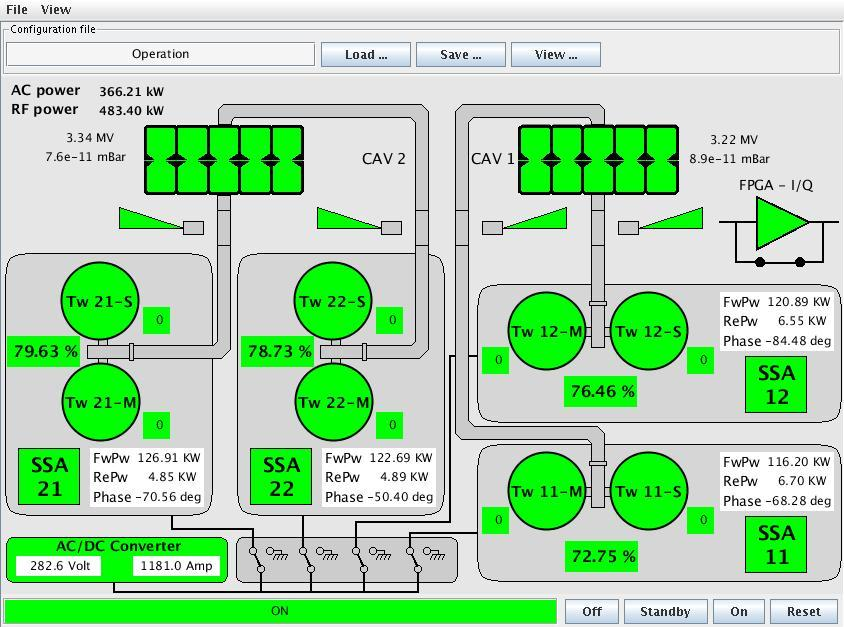 File View
Configuration file
Operation Load ... Save ... View ...
AC power 366.21 kW
RF power 483.40 kW
3.34 MV
7.6e-11 mBar
CAV 2
CAV 1
3.22 MV
8.9e-11 mBar
FPGA - I/Q
Tw 21-S
0
79.63 %
Tw 21-M
0
SSA
21
FwPw 126.91 KW
RePw 4.85 KW
Phase -70.56 deg
Tw 22-S
0
78.73 %
Tw 22-M
0
SSA
22
FwPw 122.69 KW
RePw 4.89 KW
Phase -50.40 deg
Tw 12-M
Tw 12-S
0
0
76.46 %
FwPw 120.89 KW
RePw 6.55 KW
Phase -84.48 deg
SSA
12
Tw 11-M
Tw 11-S
0
0
72.75 %
FwPw 116.20 KW
RePw 6.70 KW
Phase -68.28 deg
SSA
11
AC/DC Converter
282.6 Volt 1181.0 Amp
ON Off Standby On Reset